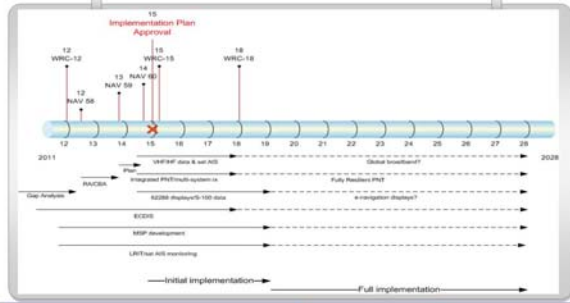 15
Implementation Plan
Approval
12
WRC-12
15
WRC-15
18
WRC-18
14
NAV 60
13
NAV 59
12
NAV 58
12 13 14 15 16 17 18 19 20 21 22 23 24 25 26 27 28
2011
2028
VHF/HF data & sat AIS
Global broadband?
Plan
Integrated PNT/multi-system rx
Fully Resilient PNT
RA/CBA
Gap Analysis
62288 displays/S-100 data
e-navigation displays?
ECDIS
MSP development
LRIT/sat AIS monitoring
Initial implementation
Full implementation